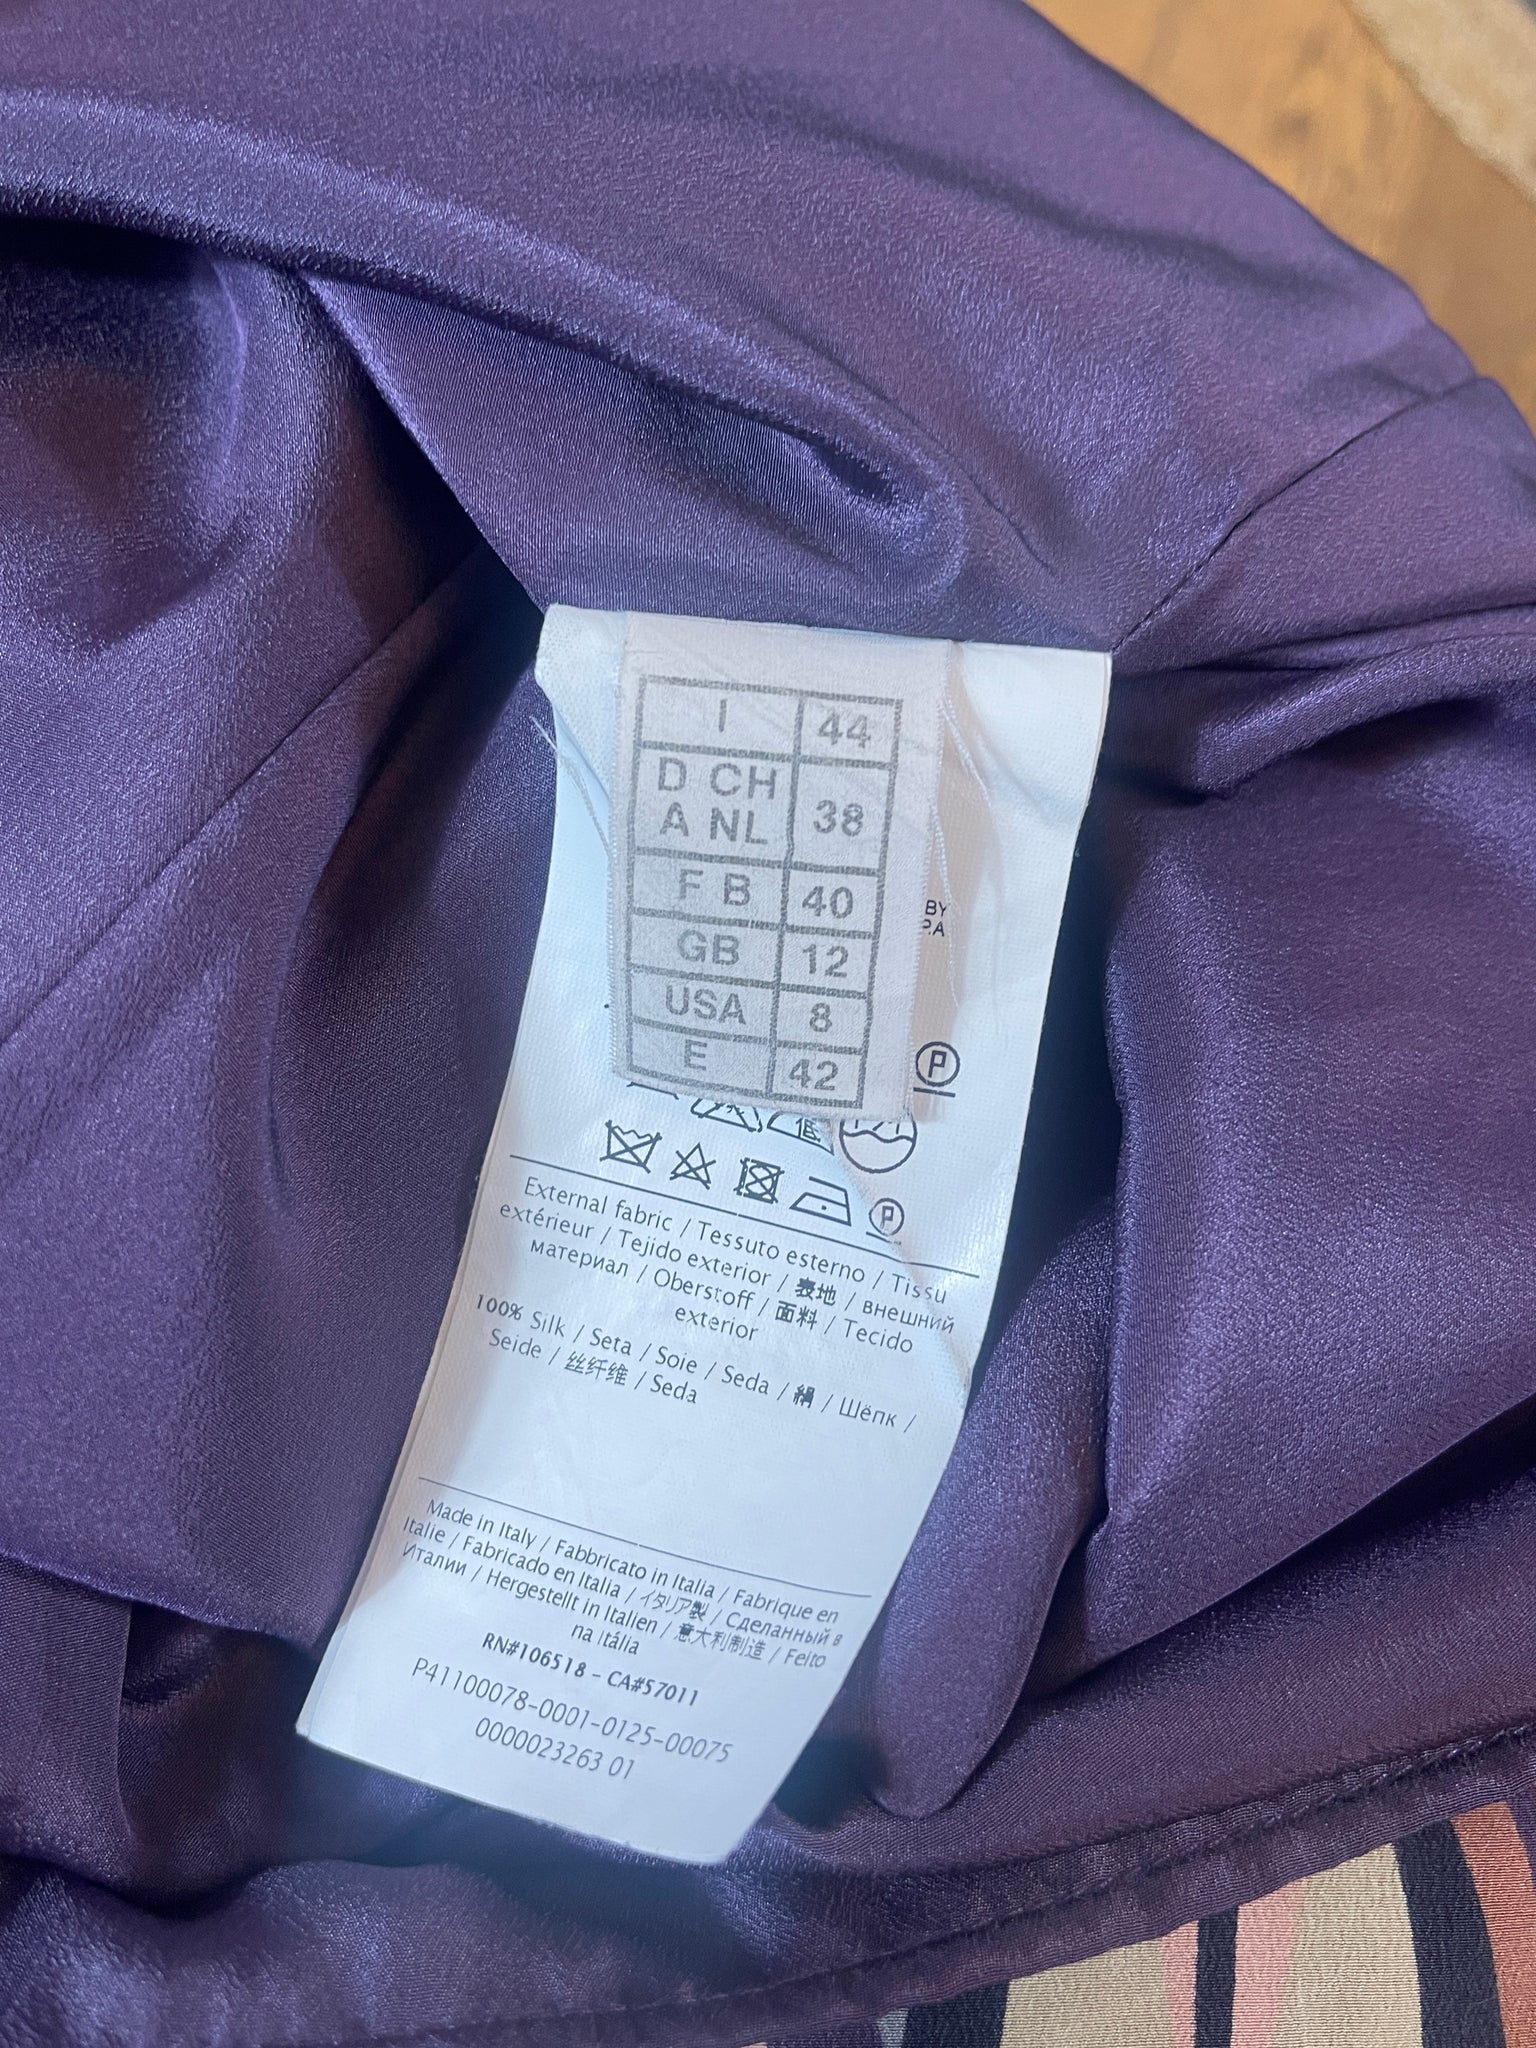 I 44
D CH
A NL 38
F B 40
GB 12
USA 8
E 42
BY
P.A
P
低
P
External fabric / Tessuto esterno / Tissu
extérieur / Tejido exterior / 表地 / внешний
материал / Oberstoff / 面料 / Tecido
exterior
100% Silk / Seta / Soie / Seda / 絹 / Шёпк /
Seide / 丝纤维 / Seda
Made in Italy / Fabbricato in Italia / Fabrique en
Italie / Fabricado en Italia / イタリア製 / Сделанный в
Италии / Hergestellt in Italien / 意大利制造 / Feito
na itália
RN#106518 - CA#57011
P41100078-0001-0125-00075
0000023263 01